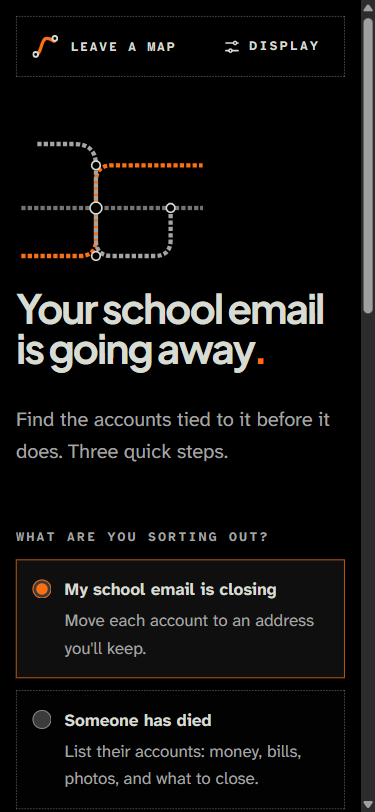 LEAVE A MAP
DISPLAY
Your school email
is going away.
Find the accounts tied to it before it
does. Three quick steps.
WHAT ARE YOU SORTING OUT?
My school email is closing
Move each account to an address
you'll keep.
Someone has died
List their accounts: money, bills,
photos, and what to close.